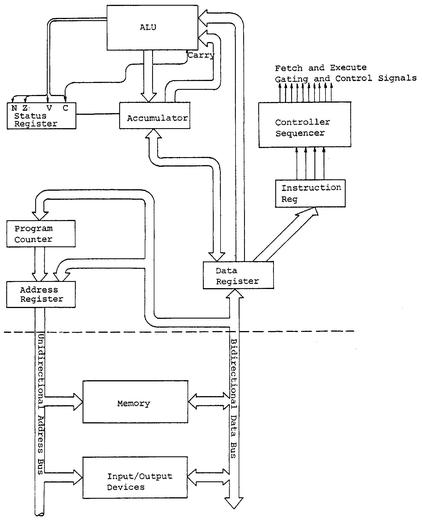 ALU
Carry
Fetch and Execute
Gating and Control Signals
N Z V C
Status
Register
Accumulator
Controller
Sequencer
Instruction
Reg
Program
Counter
Data
Register
Address
Register
Unidirectional Address Bus
Bidirectional Data Bus
Memory
Input/Output
Devices